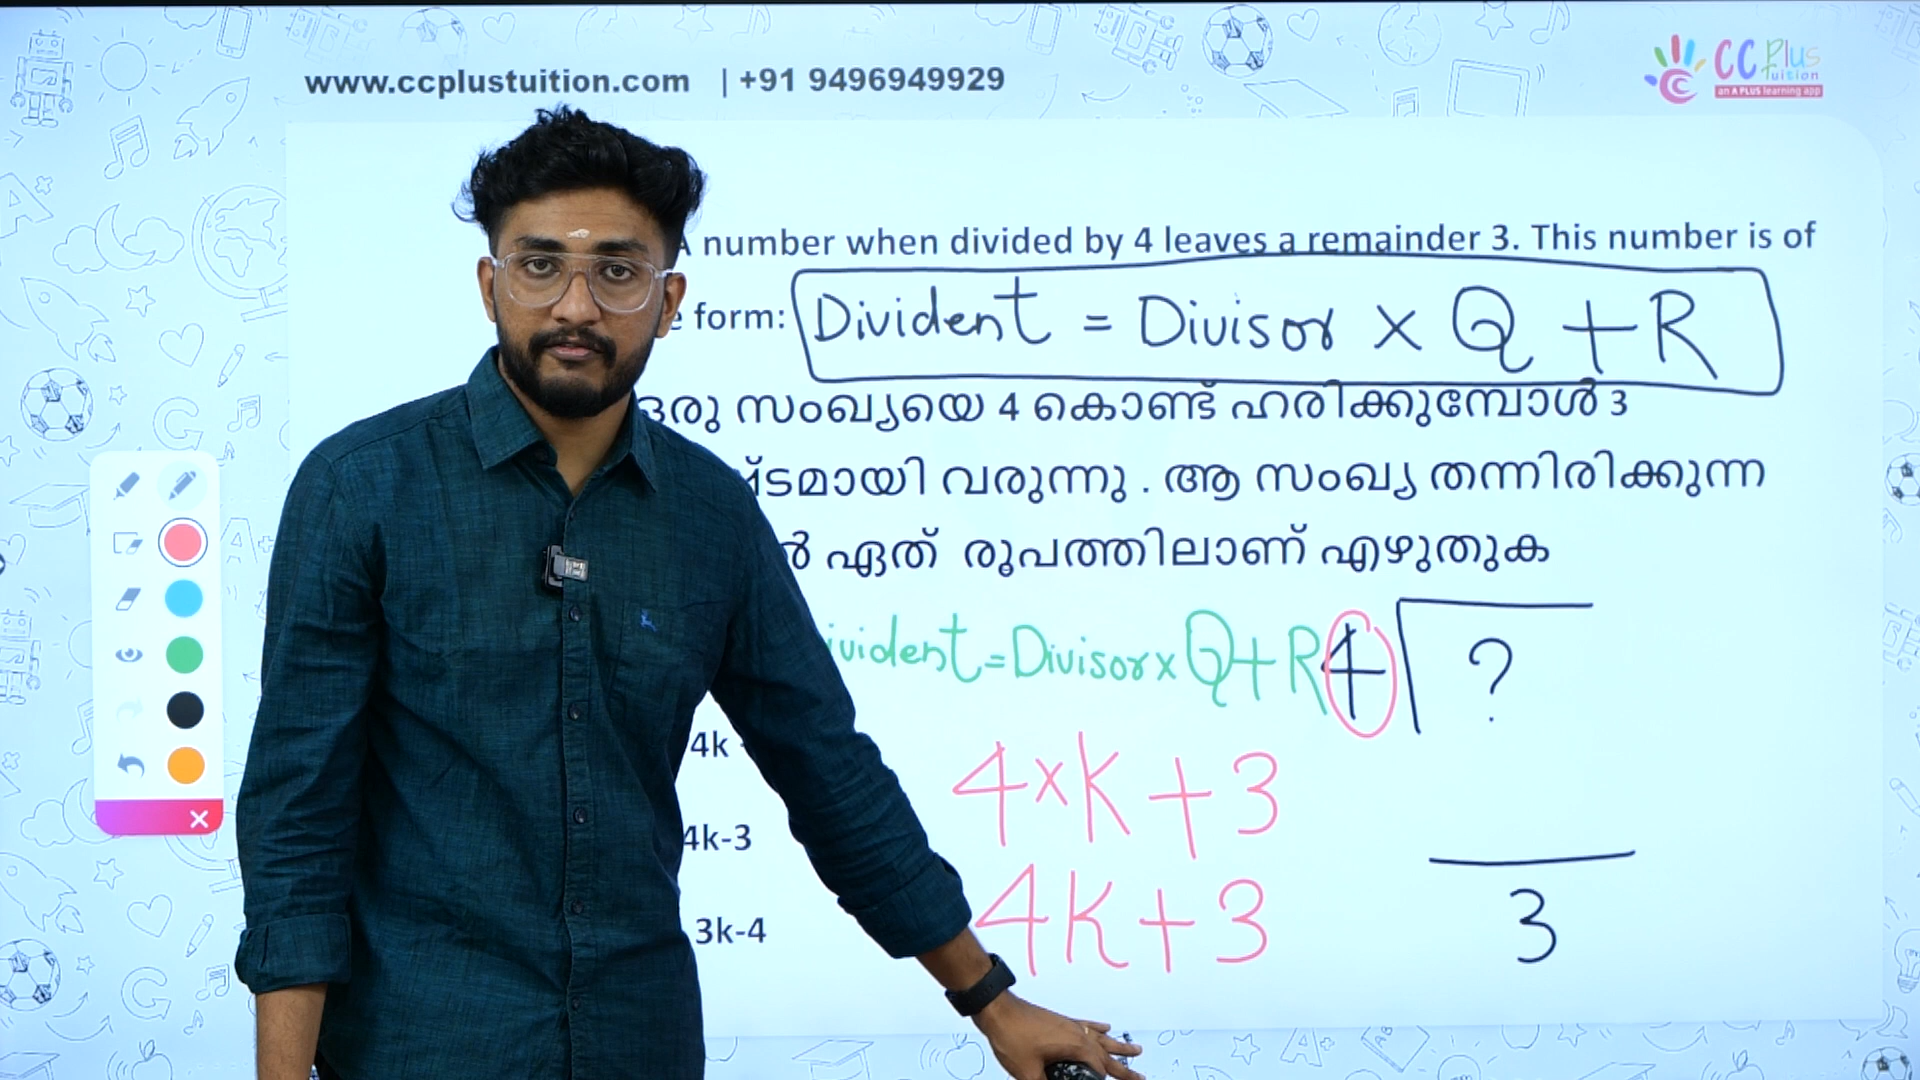 www.ccplustuition.com | +91 9496949929
CC Plus
Tuition
an A PLUS learning app
A number when divided by 4 leaves a remainder 3. This number is of
form:
Divident = Divisor × Q + R
ഒരു സംഖ്യയെ 4 കൊണ്ട് ഹരിക്കുമ്പോൾ 3
വരുന്നു . ആ സംഖ്യ തന്നിരിക്കുന്ന
ഏത് രൂപത്തിലാണ് എഴുതുക
= Divisor × Q + R
4 ?
4k
4 × K + 3
4k-3
4K + 3
3
3k-4